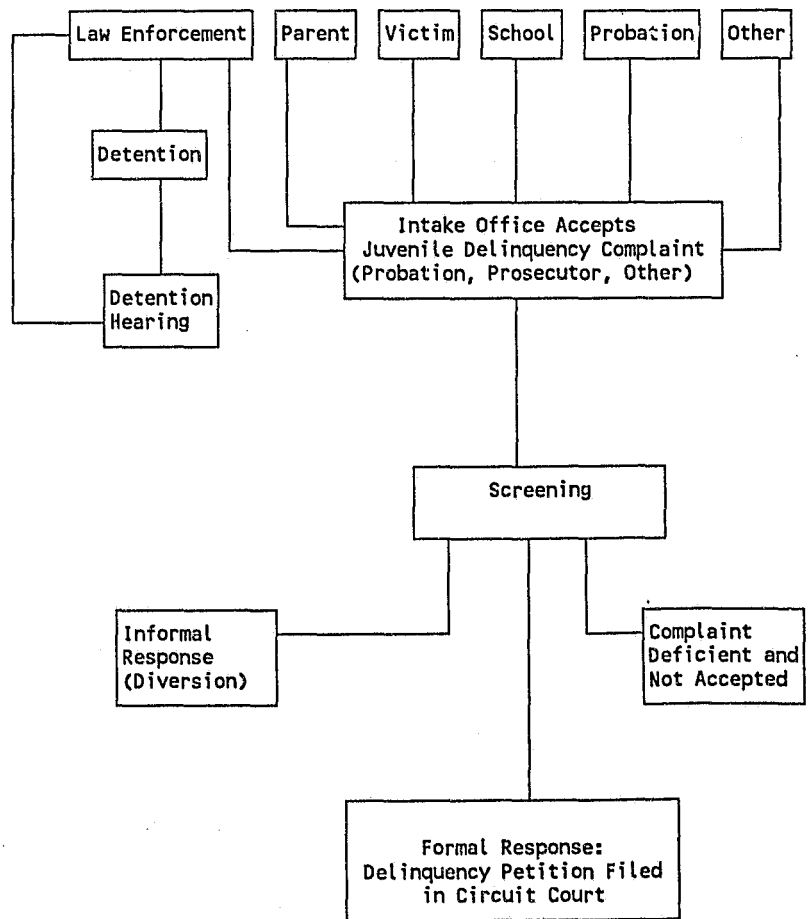 Law Enforcement
Parent
Victim
School
Probation
Other
Detention
Intake Office Accepts
Juvenile Delinquency Complaint
(Probation, Prosecutor, Other)
Detention
Hearing
Screening
Informal
Response
(Diversion)
Complaint
Deficient and
Not Accepted
Formal Response:
Delinquency Petition Filed
in Circuit Court